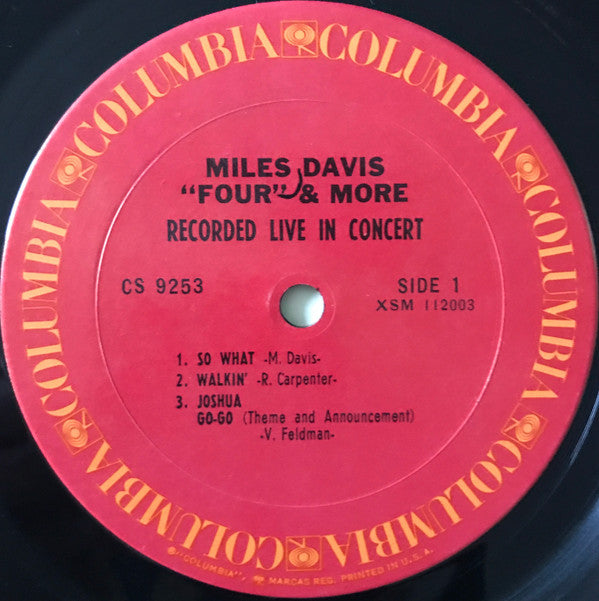 COLUMBIA COLUMBIA COLUMBIA COLUMBIA COLUMBIA COLUMBIA
MILES DAVIS
"FOUR" & MORE
RECORDED LIVE IN CONCERT
CS 9253
SIDE 1
XSM 112003
1. SO WHAT -M. Davis-
2. WALKIN' -R. Carpenter-
3. JOSHUA
GO-GO (Theme and Announcement)
-V. Feldman-
® "COLUMBIA", MARCAS REG. PRINTED IN U.S.A.